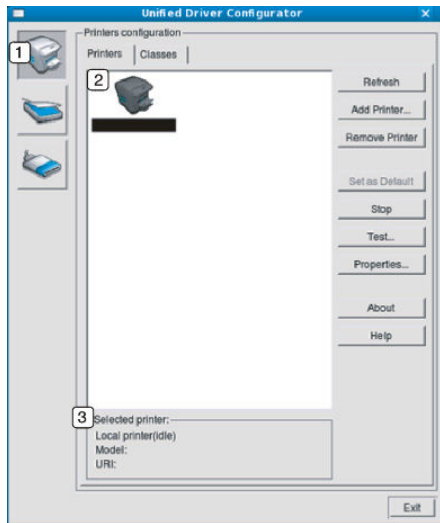 Unified Driver Configurator
1
Printers configuration
Printers
Classes
2
Refresh
Add Printer...
Remove Printer
Set as Default
Stop
Test...
Properties...
About
Help
3
Selected printer:
Local printer(idle)
Model:
URI:
Exit